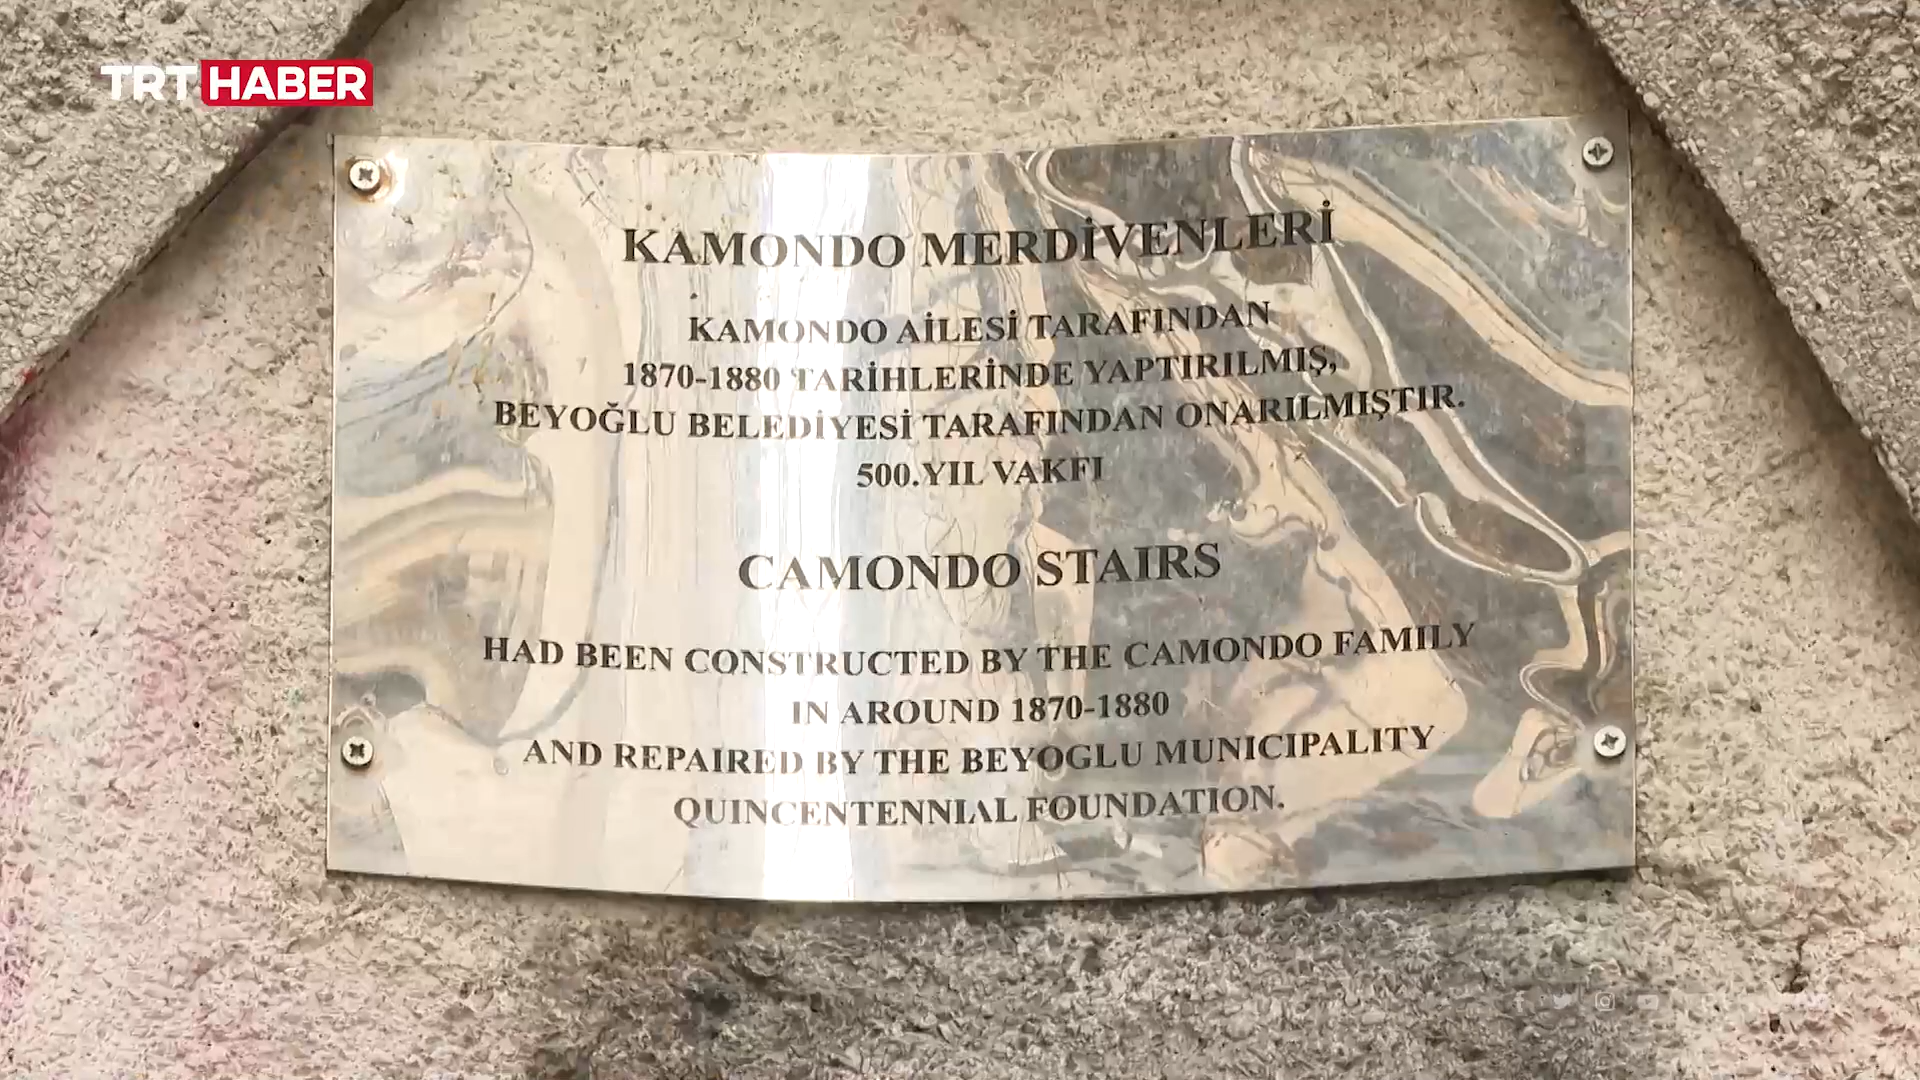 TRT HABER
KAMONDO MERDİVENLERİ
KAMONDO AİLESİ TARAFINDAN
1870-1880 TARİHLERİNDE YAPTIRILMIŞ,
BEYOĞLU BELEDİYESİ TARAFINDAN ONARILMIŞTIR.
500.YIL VAKFI
CAMONDO STAIRS
HAD BEEN CONSTRUCTED BY THE CAMONDO FAMILY
IN AROUND 1870-1880
AND REPAIRED BY THE BEYOGLU MUNICIPALITY
QUINCENTENNIAL FOUNDATION.